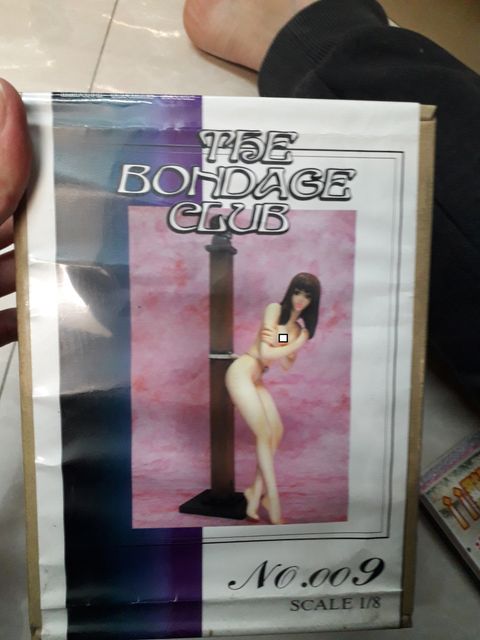 THE
BONDAGE
CLUB
NO.009
SCALE 1/8